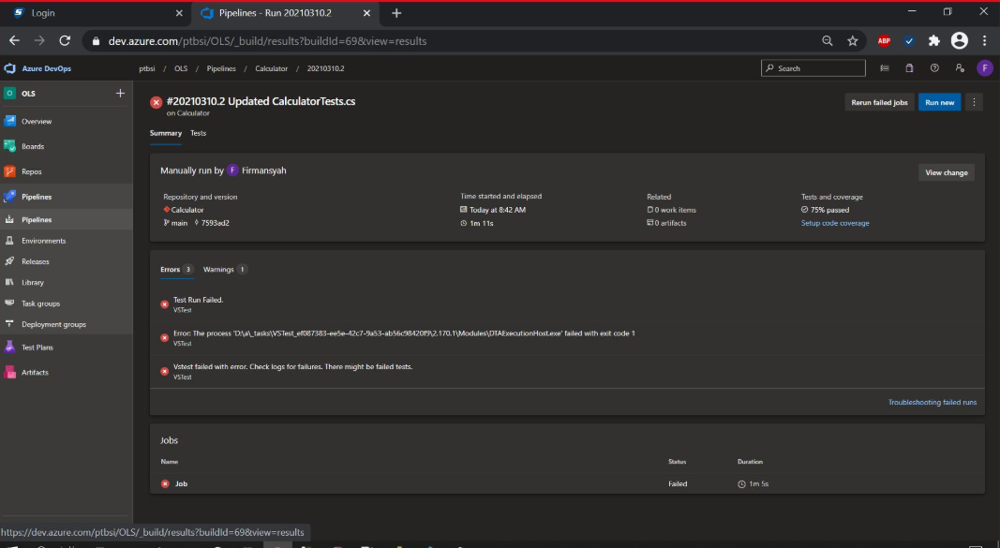 Login
Pipelines - Run 20210310.2
dev.azure.com/ptbsi/OLS/_build/results?buildId=69&view=results
ABP
Azure DevOps
ptbsi / OLS / Pipelines / Calculator / 20210310.2
Search
F
O OLS
Overview
Boards
Repos
Pipelines
Pipelines
Environments
Releases
Library
Task groups
Deployment groups
Test Plans
Artifacts
#20210310.2 Updated CalculatorTests.cs
on Calculator
Rerun failed jobs
Run new
Summary
Tests
Manually run by F Firmansyah
View change
Repository and version
Calculator
main 7593ad2
Time started and elapsed
Today at 8:42 AM
1m 11s
Related
0 work items
0 artifacts
Tests and coverage
75% passed
Setup code coverage
Errors 3
Warnings 1
Test Run Failed.
VSTest
Error: The process 'D:\a\_tasks\VSTest_ef087383-ee5e-42c7-9a53-ab56c98420f9\2.170.1\Modules\DTAExecutionHost.exe' failed with exit code 1
VSTest
Vstest failed with error. Check logs for failures. There might be failed tests.
VSTest
Troubleshooting failed runs
Jobs
Name Status Duration
Job Failed 1m 5s
https://dev.azure.com/ptbsi/OLS/_build/results?buildId=69&view=results